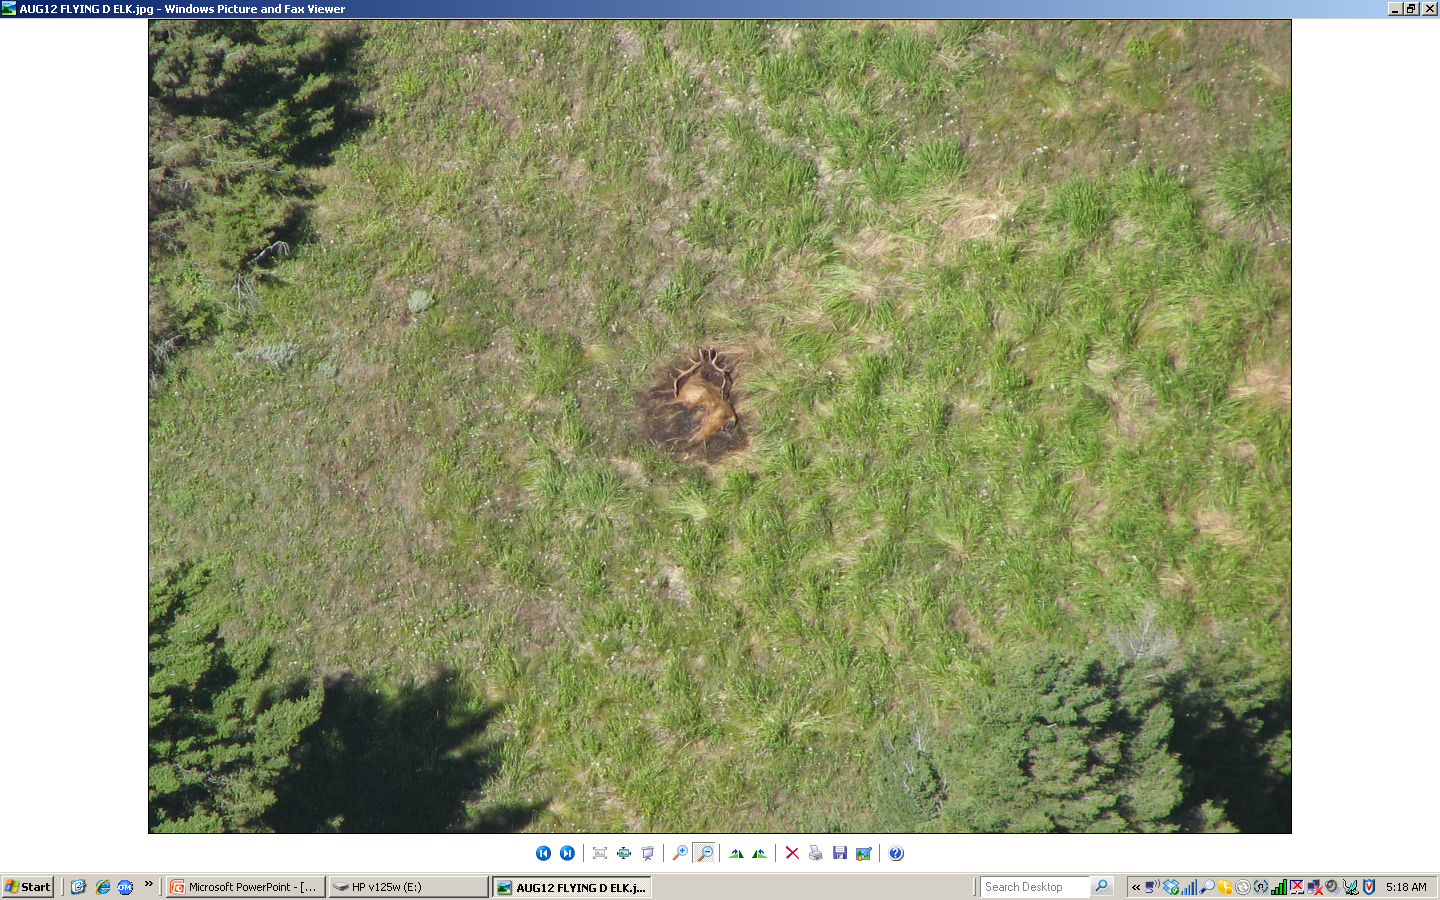 AUG12 FLYING D ELK.jpg - Windows Picture and Fax Viewer
Start
OM
»
Microsoft PowerPoint - [...
HP v125w (E:)
AUG12 FLYING D ELK.j...
Search Desktop
«
5:18 AM